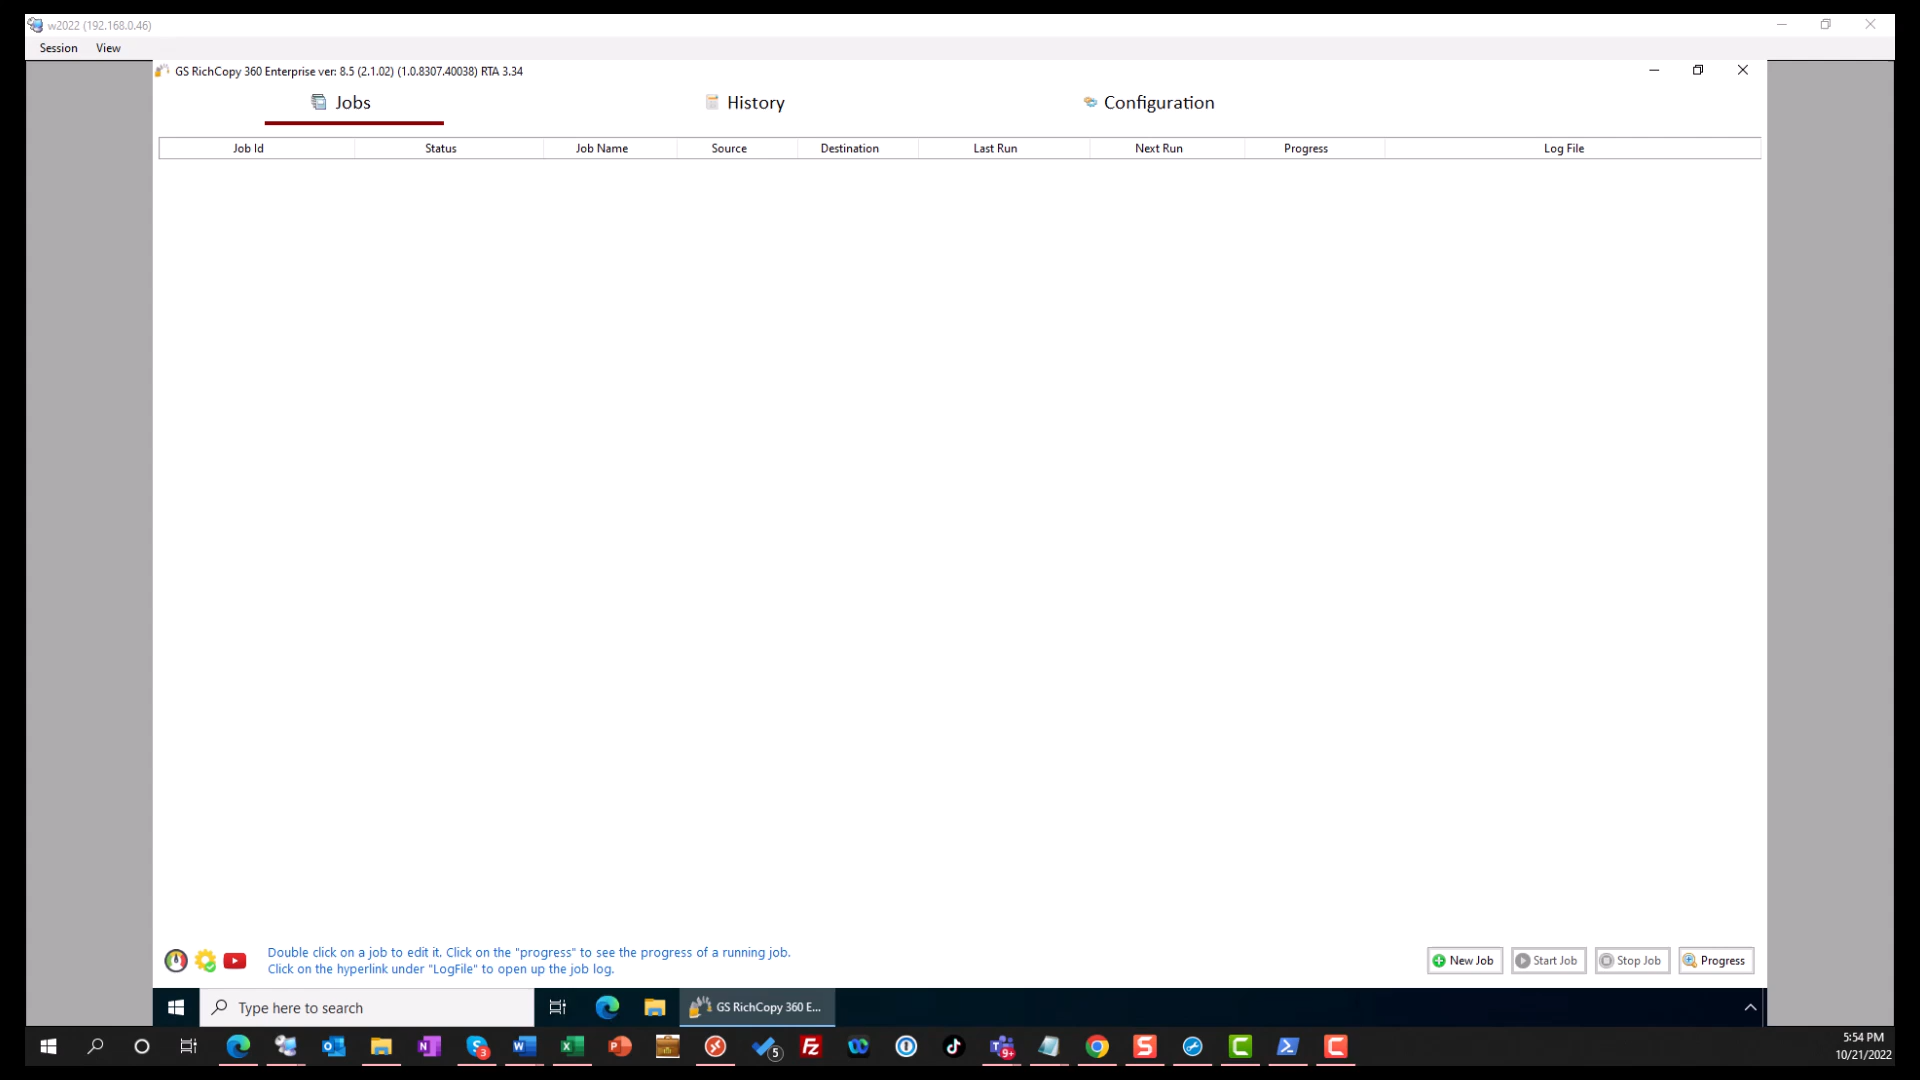 w2022 (192.168.0.46)
Session View
GS RichCopy 360 Enterprise ver: 8.5 (2.1.02) (1.0.8307.40038) RTA 3.34
Jobs History Configuration
Job Id Status Job Name Source Destination Last Run Next Run Progress Log File
Double click on a job to edit it. Click on the "progress" to see the progress of a running job.
Click on the hyperlink under "LogFile" to open up the job log.
New Job Start Job Stop Job Progress
Type here to search
GS RichCopy 360 E...
3
5
9+
5:54 PM
10/21/2022